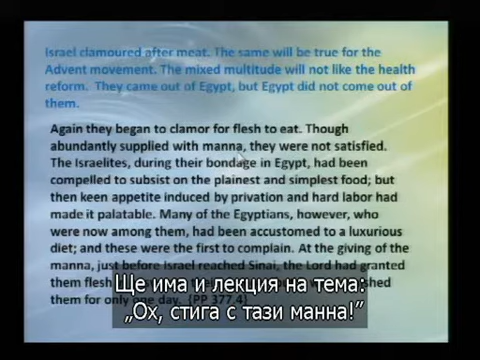 Israel clamoured after meat. The same will be true for the
Advent movement. The mixed multitude will not like the health
reform. They came out of Egypt, but Egypt did not come out of
them.
Again they began to clamor for flesh to eat. Though
abundantly supplied with manna, they were not satisfied.
The Israelites, during their bondage in Egypt, had been
compelled to subsist on the plainest and simplest food; but
then keen appetite induced by privation and hard labor had
made it palatable. Many of the Egyptians, however, who
were now among them, had been accustomed to a luxurious
diet; and these were the first to complain. At the giving of the
manna, just before Israel reached Sinai, the Lord had granted
them flesh
them for only one day. (PP 377.4)
Ще има и лекция на тема:
„Ох, стига с тази манна!”